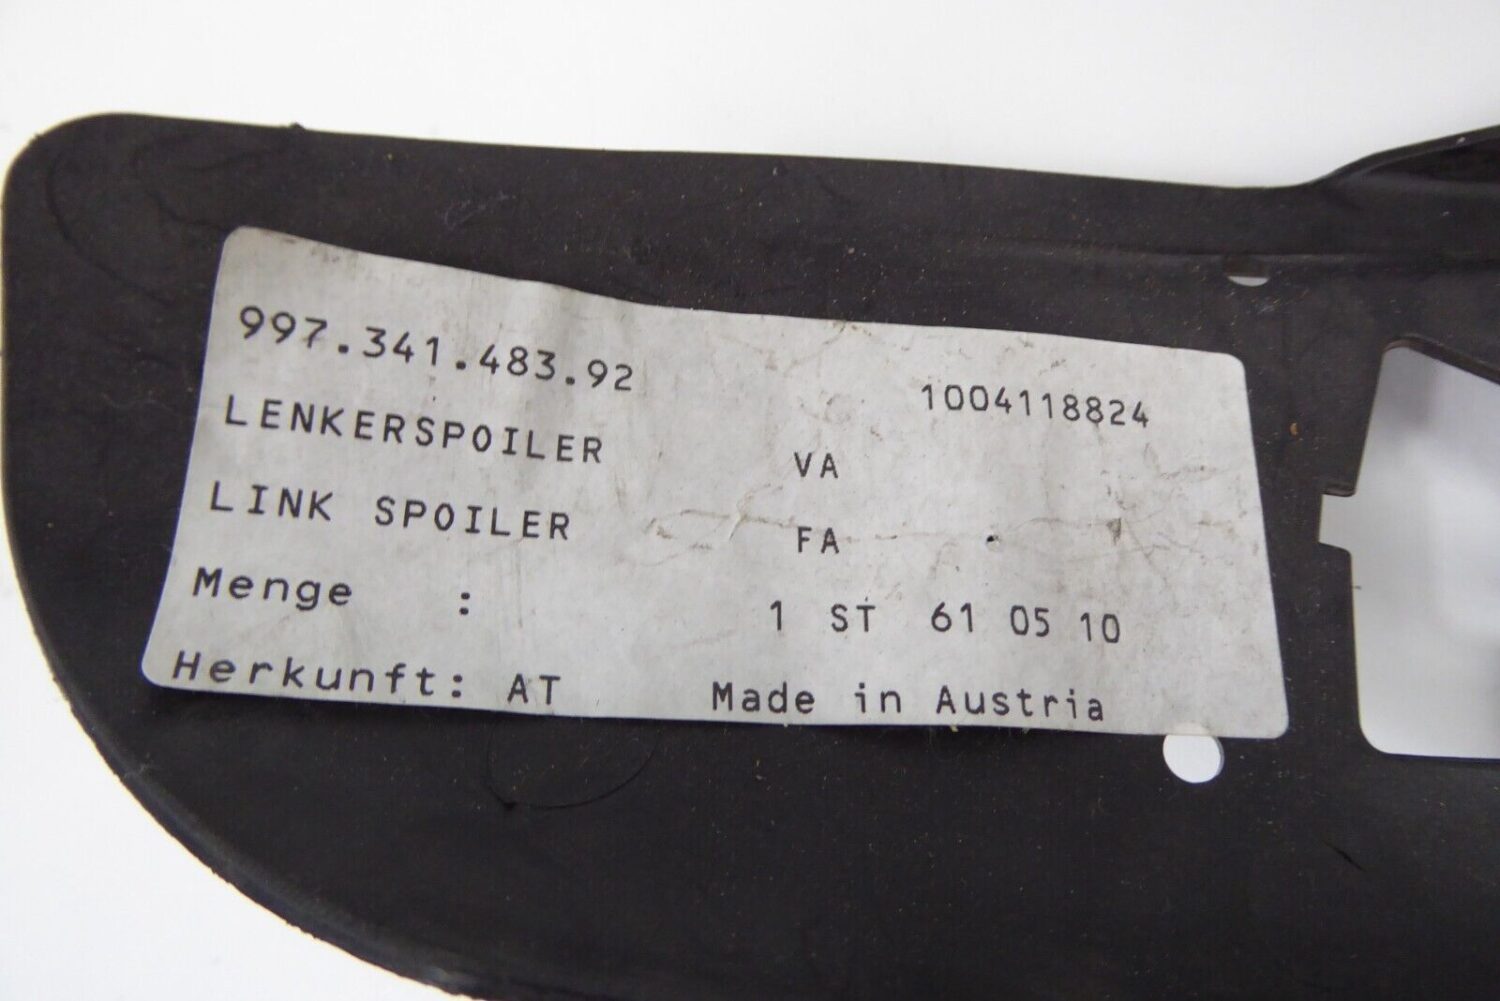 997.341.483.92 1004118824
LENKERSPOILER VA
LINK SPOILER FA
Menge : 1 ST 61 05 10
Herkunft: AT Made in Austria